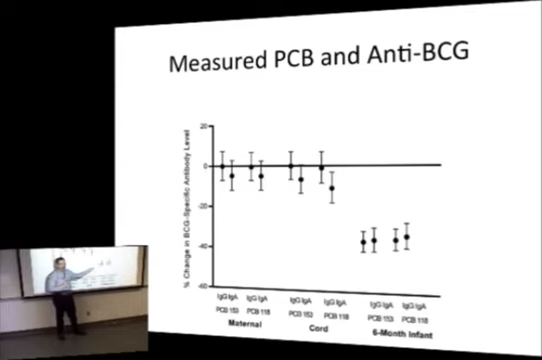 Measured PCB and Anti-BCG
% Change in BCG-Specific Antibody Level
20
0
-20
-40
-60
IgG IgA IgG IgA IgG IgA IgG IgA IgG IgA IgG IgA
PCB 153 PCB 118 PCB 153 PCB 118 PCB 153 PCB 118
Maternal Cord 6-Month Infant